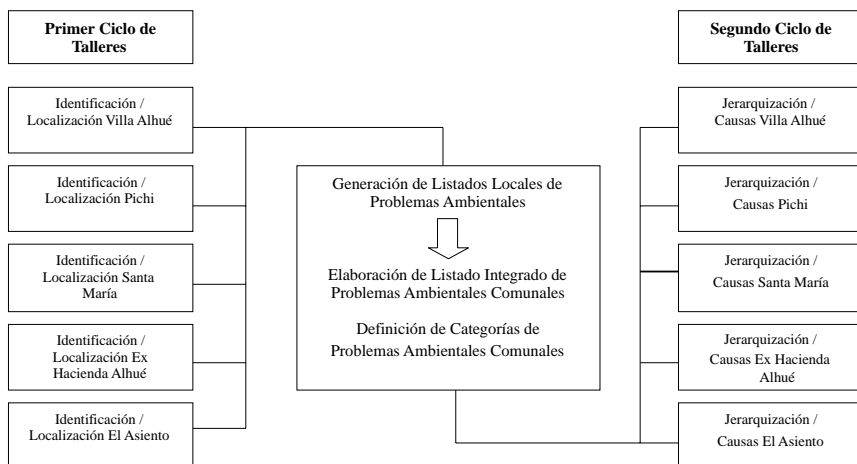 Primer Ciclo de
Talleres
Identificación /
Localización Villa Alhué
Identificación /
Localización Pichi
Identificación /
Localización Santa
María
Identificación /
Localización Ex
Hacienda Alhué
Identificación /
Localización El Asiento
Generación de Listados Locales de
Problemas Ambientales
Elaboración de Listado Integrado de
Problemas Ambientales Comunales
Definición de Categorías de
Problemas Ambientales Comunales
Segundo Ciclo de
Talleres
Jerarquización /
Causas Villa Alhué
Jerarquización /
Causas Pichi
Jerarquización /
Causas Santa María
Jerarquización /
Causas Ex Hacienda
Alhué
Jerarquización /
Causas El Asiento